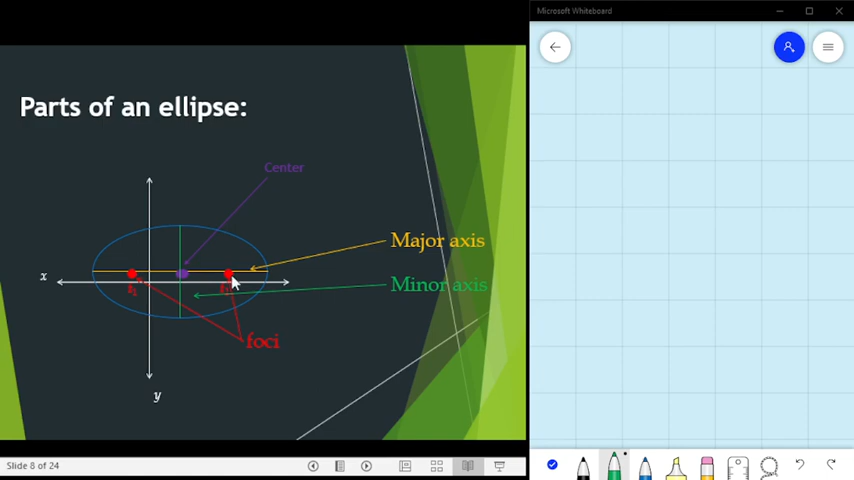 Microsoft Whiteboard
Parts of an ellipse:
Center
Major axis
x
Minor axis
foci
y
Slide 8 of 24